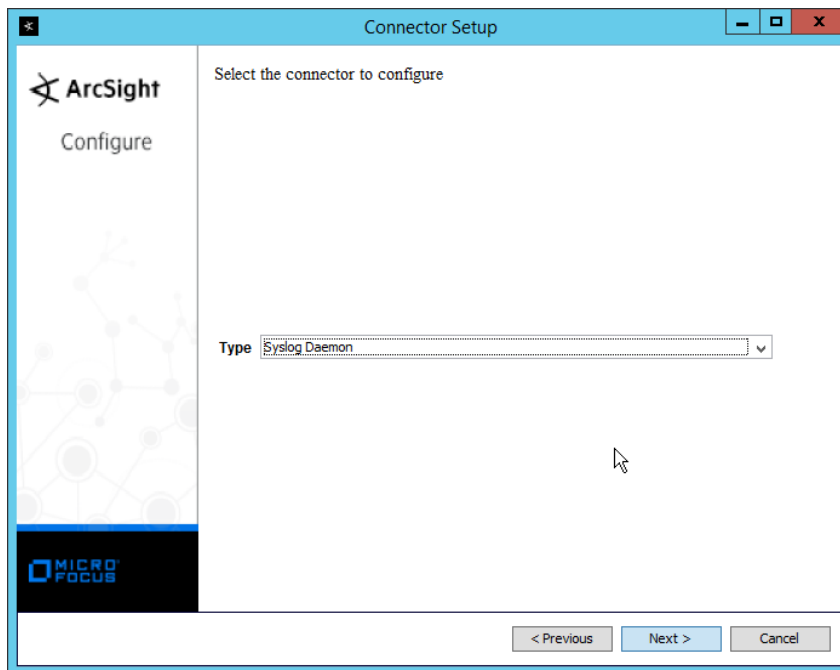 Connector Setup
ArcSight
Configure
Select the connector to configure
Type Syslog Daemon
MICRO
FOCUS
< Previous Next > Cancel